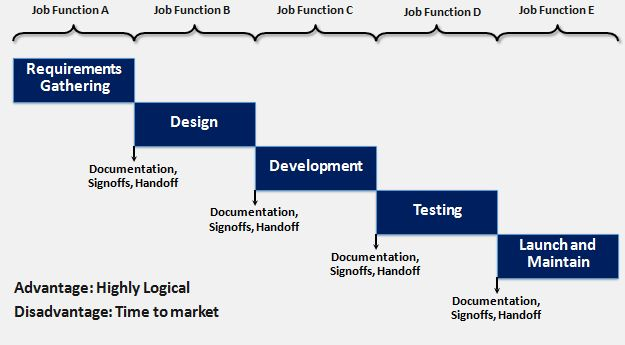 Job Function A
Job Function B
Job Function C
Job Function D
Job Function E
Requirements
Gathering
Design
Documentation,
Signoffs, Handoff
Development
Documentation,
Signoffs, Handoff
Testing
Documentation,
Signoffs, Handoff
Launch and
Maintain
Documentation,
Signoffs, Handoff
Advantage: Highly Logical
Disadvantage: Time to market